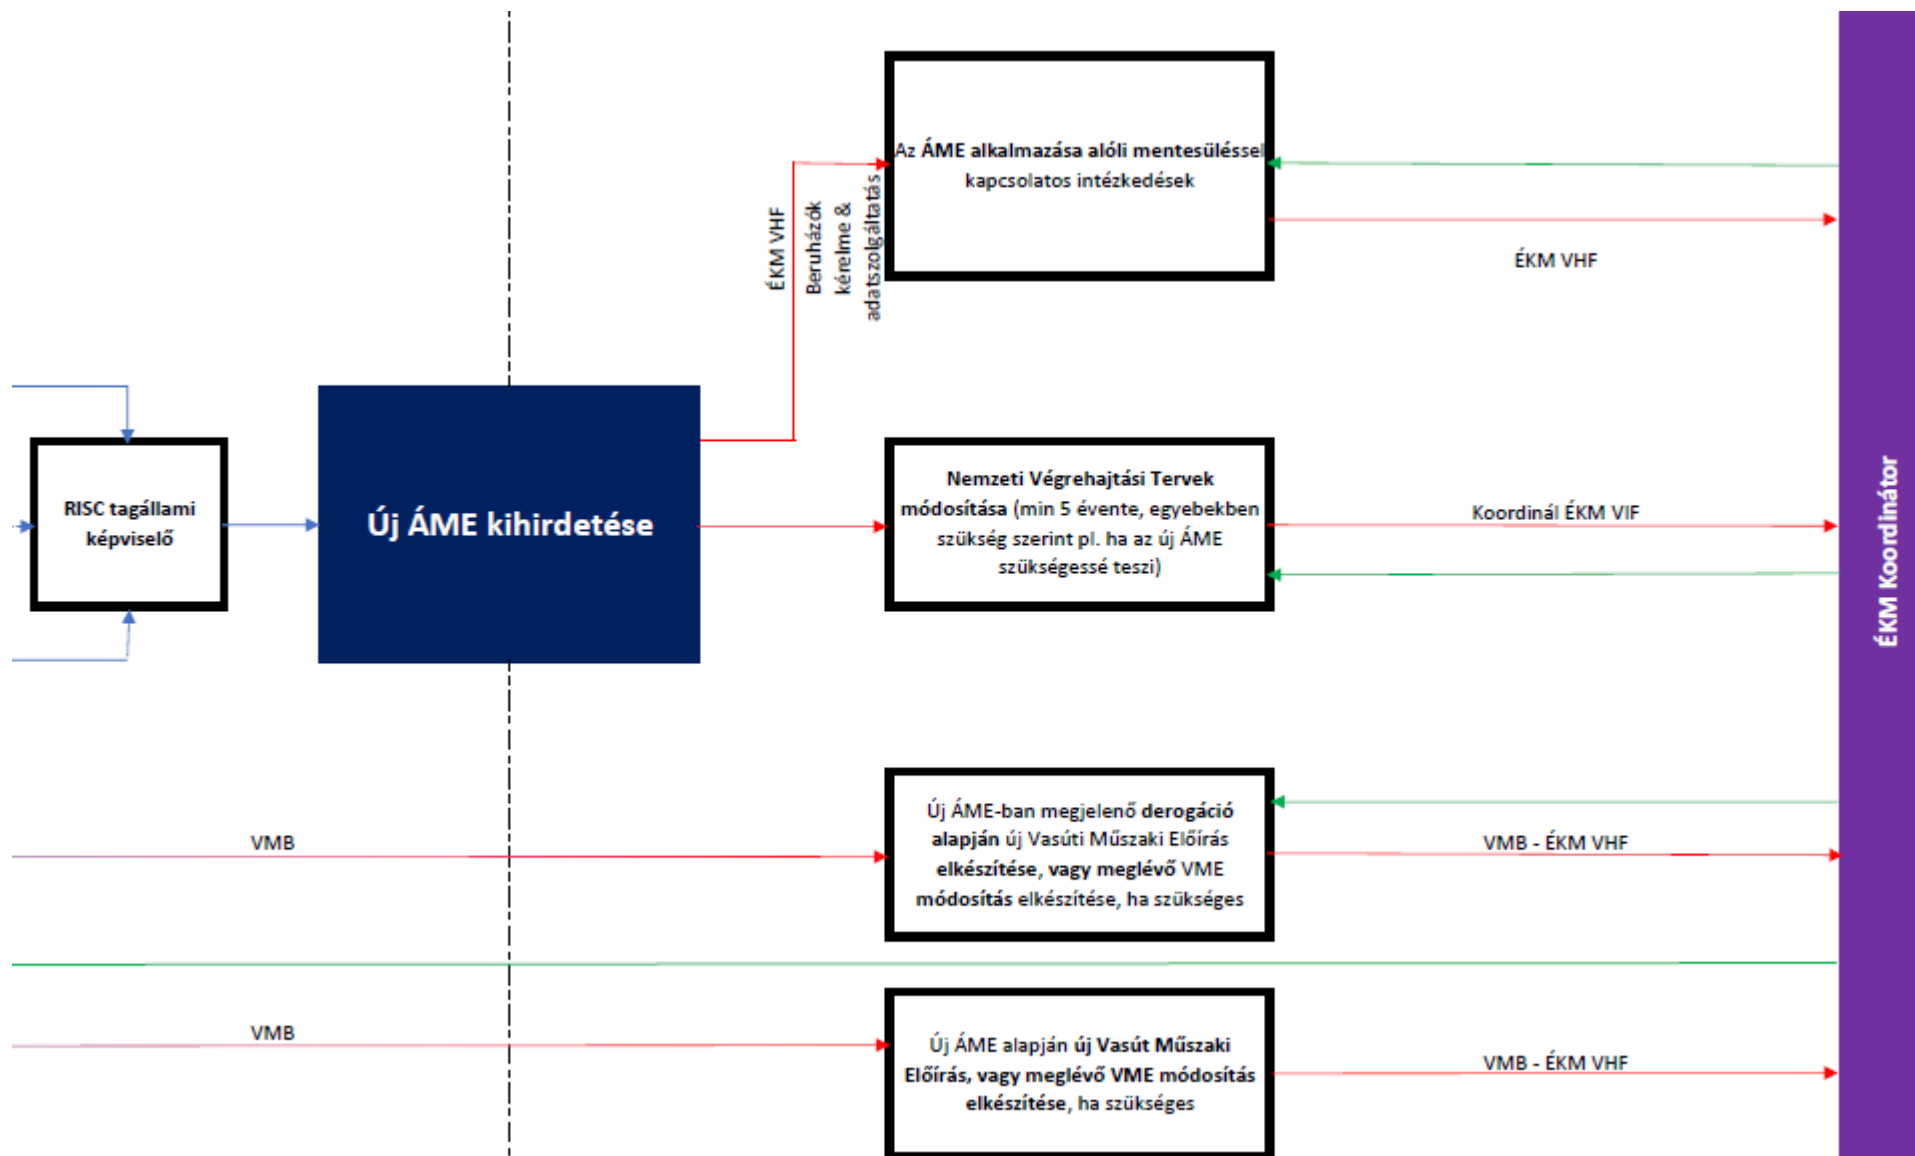 Az ÁME alkalmazása alóli mentesüléssel
kapcsolatos intézkedések
ÉKM VHF
Beruházók
kérelme &
adatszolgáltatás
ÉKM VHF
RISC tagállami
képviselő
Új ÁME kihirdetése
Nemzeti Végrehajtási Tervek
módosítása (min 5 évente, egyebekben
szükség szerint pl. ha az új ÁME
szükségessé teszi)
Koordinál ÉKM VIF
ÉKM Koordinátor
VMB
Új ÁME-ban megjelenő derogáció
alapján új Vasúti Műszaki Előírás
elkészítése, vagy meglévő VME
módosítás elkészítése, ha szükséges
VMB - ÉKM VHF
VMB
Új ÁME alapján új Vasút Műszaki
Előírás, vagy meglévő VME módosítás
elkészítése, ha szükséges
VMB - ÉKM VHF